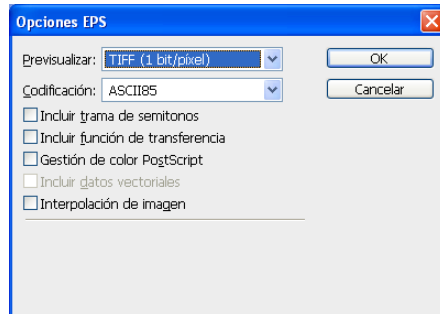 Opciones EPS
Previsualizar: TIFF (1 bit/píxel) OK
Codificación: ASCII85 Cancelar
Incluir trama de semitonos
Incluir función de transferencia
Gestión de color PostScript
Incluir datos vectoriales
Interpolación de imagen